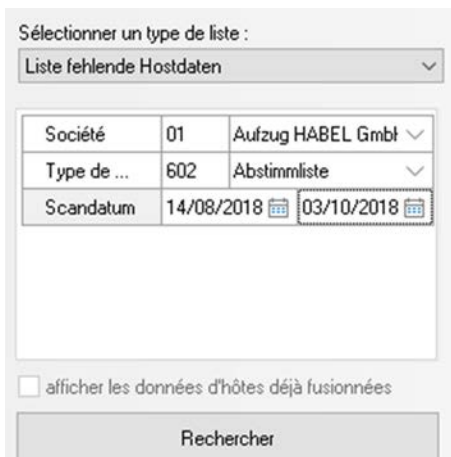 Sélectionner un type de liste :
Liste fehlende Hostdaten
Société 01 Aufzug HABEL GmbH
Type de ... 602 Abstimmliste
Scandatum 14/08/2018 03/10/2018
afficher les données d'hôtes déjà fusionnées
Rechercher